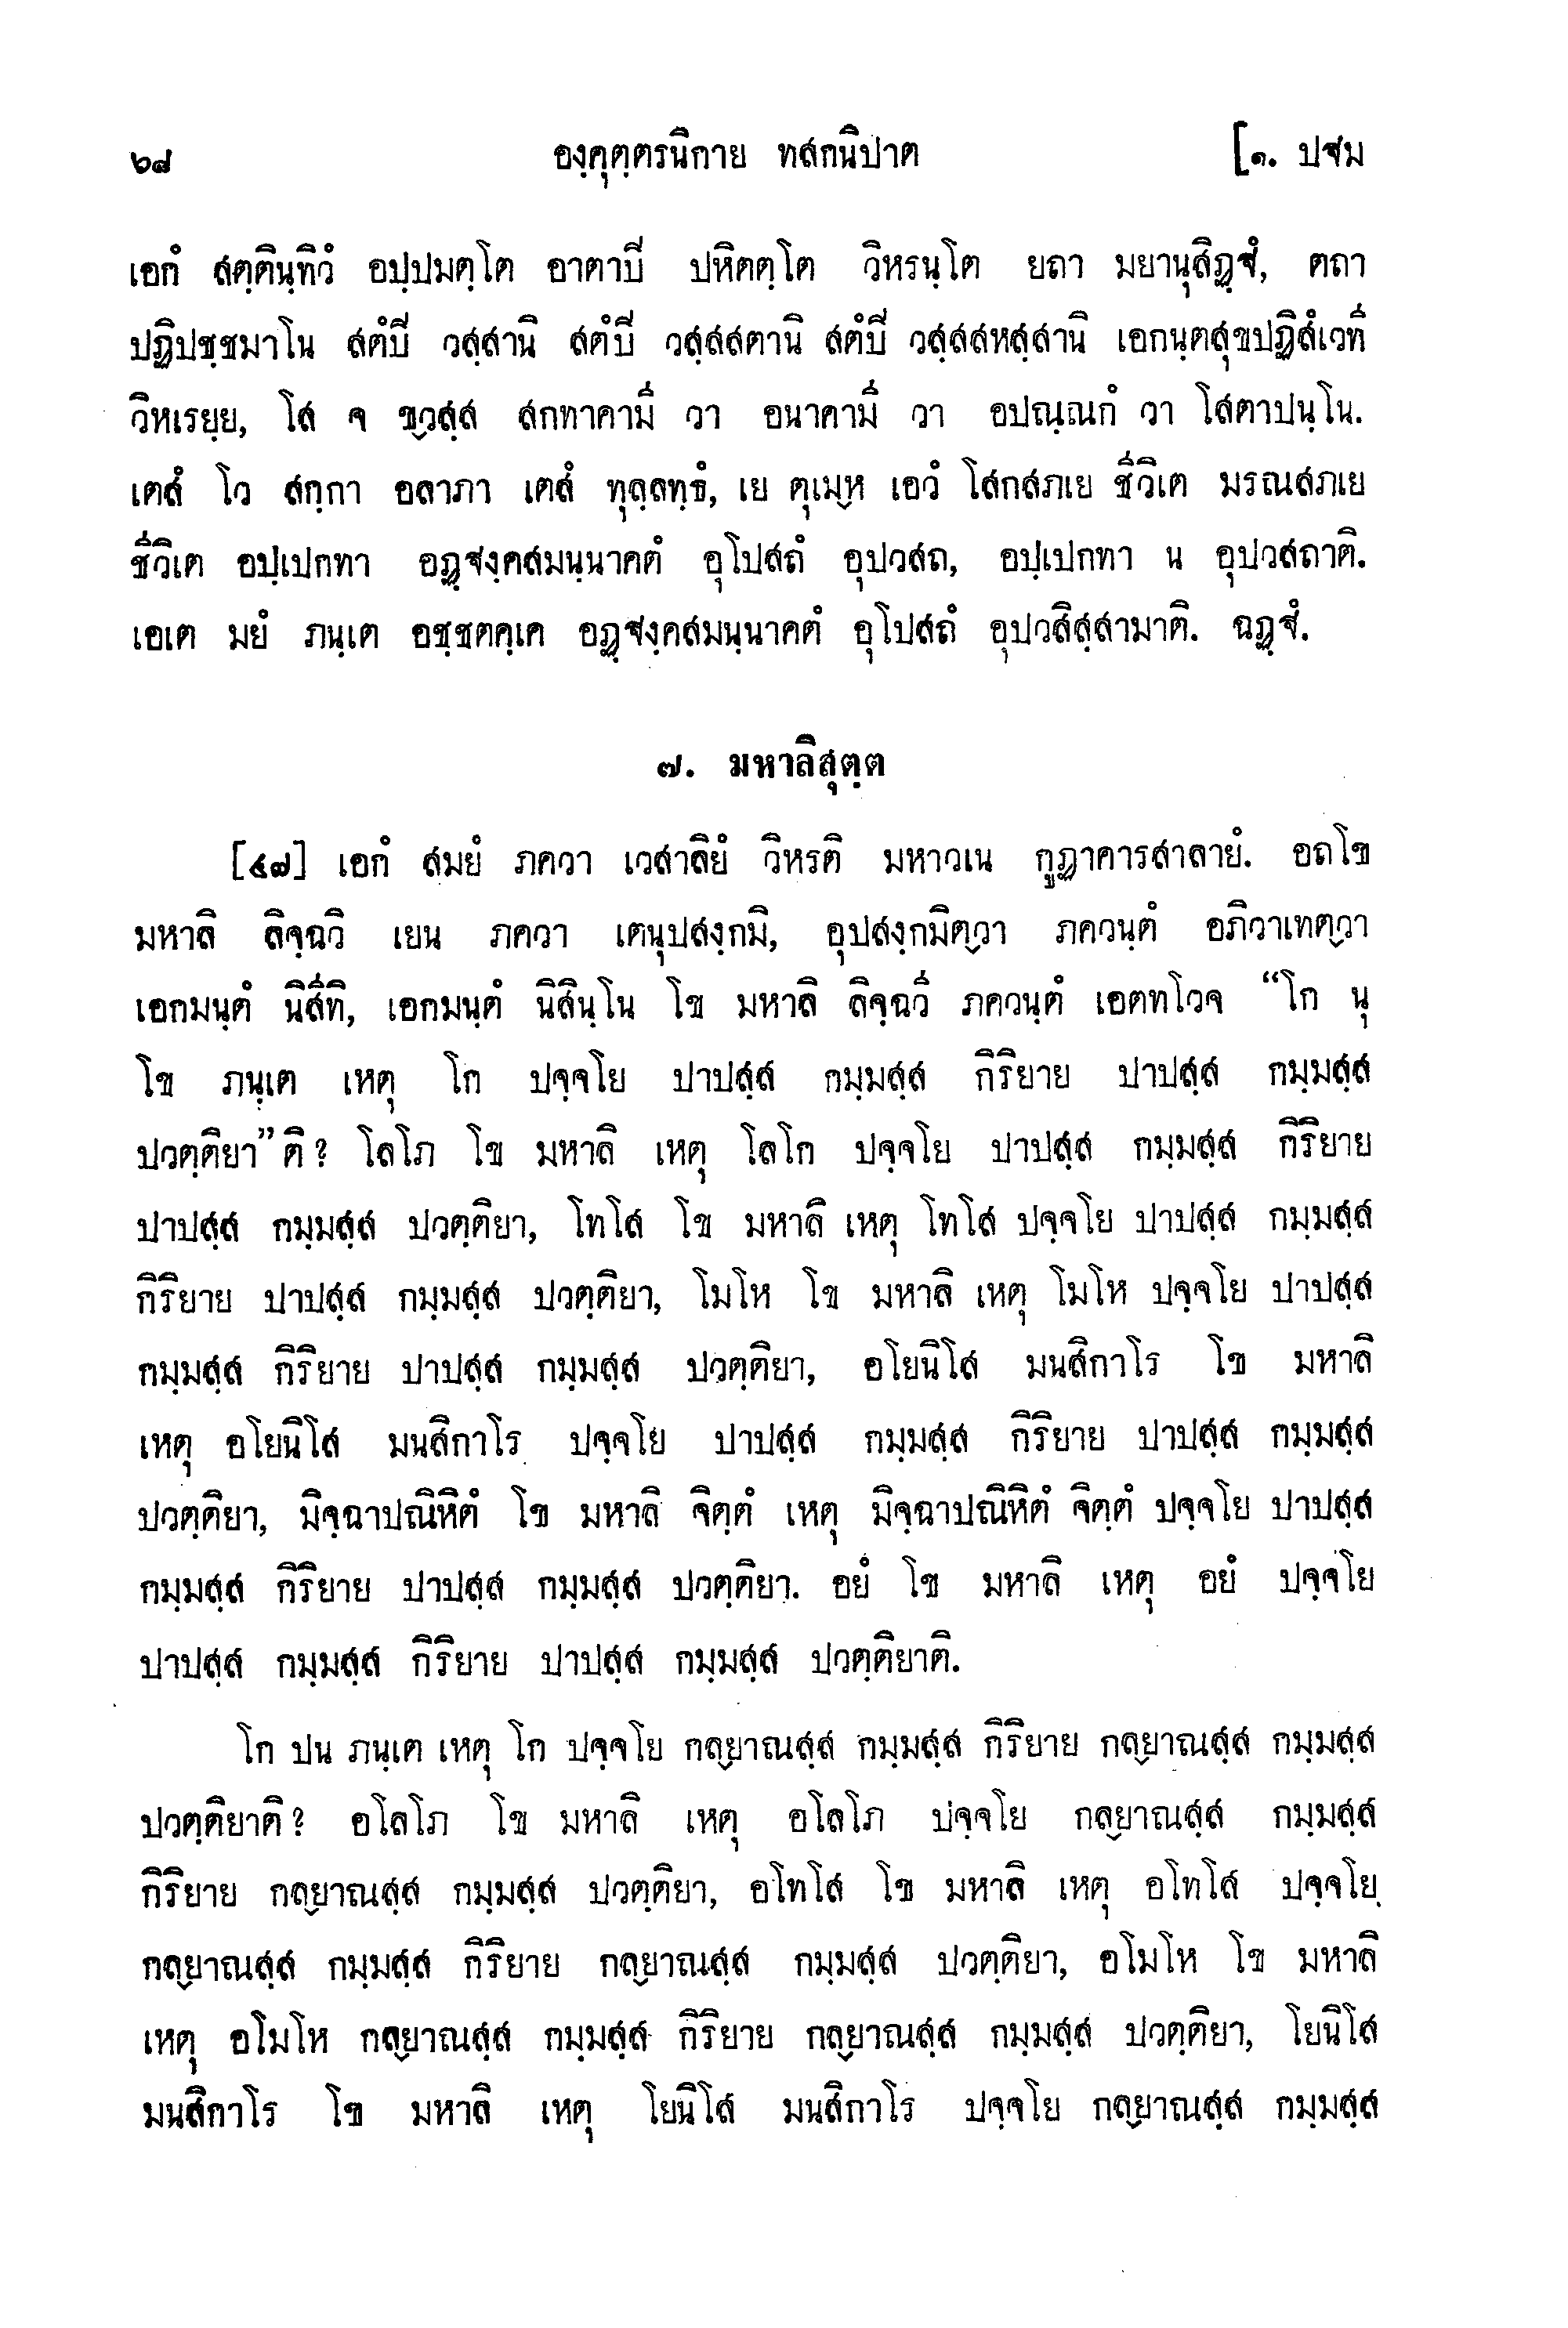 ๖๘ องฺคุตฺตรนิกาย ทสกนิปาต [๑. ปฐม
เอกํ สตฺตินฺทิวํ อปฺปมตฺโต อาตาปี ปหิตตฺโต วิหรนฺโต ยถา มยานุสิฏฺฐํ, ตถา
ปฏิปชฺชมาโน สตํปี วสฺสานิ สตํปี วสฺสสตานิ สตํปี วสฺสสหสฺสานิ เอกนฺตสุขปฏิสํเวที
วิหเรยฺย, โส จ ขฺวสฺส สกทาคามี วา อนาคามี วา อปณฺณกํ วา โสตาปนฺโน.
เตสํ โว สกฺกา อลาภา เตสํ ทุลฺลทฺธํ, เย ตุเมฺห เอวํ โสกสภเย ชีวิเต มรณสภเย
ชีวิเต อปฺเปกทา อฏฺฐงฺคสมนฺนาคตํ อุโปสถํ อุปวสถ, อปฺเปกทา น อุปวสถาติ.
เอเต มยํ ภนฺเต อชฺชตคฺเค อฏฺฐงฺคสมนฺนาคตํ อุโปสถํ อุปวสิสฺสามาติ. ฉฏฺฐํ.
๗. มหาลิสุตฺต
[๔๗] เอกํ สมยํ ภควา เวสาลิยํ วิหรติ มหาวเน กูฏาคารสาลายํ. อถโข
มหาลิ ลิจฺฉวิ เยน ภควา เตนุปสงฺกมิ, อุปสงฺกมิตฺวา ภควนฺตํ อภิวาเทตฺวา
เอกมนฺตํ นิสีทิ, เอกมนฺตํ นิสินฺโน โข มหาลิ ลิจฺฉวี ภควนฺตํ เอตทโวจ “โก นุ
โข ภนฺเต เหตุ โก ปจฺจโย ปาปสฺส กมฺมสฺส กิริยาย ปาปสฺส กมฺมสฺส
ปวตฺติยา”ติ? โลโภ โข มหาลิ เหตุ โลโก ปจฺจโย ปาปสฺส กมฺมสฺส กิริยาย
ปาปสฺส กมฺมสฺส ปวตฺติยา, โทโส โข มหาลิ เหตุ โทโส ปจฺจโย ปาปสฺส กมฺมสฺส
กิริยาย ปาปสฺส กมฺมสฺส ปวตฺติยา, โมโห โข มหาลิ เหตุ โมโห ปจฺจโย ปาปสฺส
กมฺมสฺส กิริยาย ปาปสฺส กมฺมสฺส ปวตฺติยา, อโยนิโส มนสิกาโร โข มหาลิ
เหตุ อโยนิโส มนสิกาโร ปจฺจโย ปาปสฺส กมฺมสฺส กิริยาย ปาปสฺส กมฺมสฺส
ปวตฺติยา, มิจฺฉาปณิหิตํ โข มหาลิ จิตฺตํ เหตุ มิจฺฉาปณิหิตํ จิตฺตํ ปจฺจโย ปาปสฺส
กมฺมสฺส กิริยาย ปาปสฺส กมฺมสฺส ปวตฺติยา. อยํ โข มหาลิ เหตุ อยํ ปจฺจโย
ปาปสฺส กมฺมสฺส กิริยาย ปาปสฺส กมฺมสฺส ปวตฺติยาติ.
โก ปน ภนฺเต เหตุ โก ปจฺจโย กลฺยาณสฺส กมฺมสฺส กิริยาย กลฺยาณสฺส กมฺมสฺส
ปวตฺติยาติ? อโลโภ โข มหาลิ เหตุ อโลโภ ปจฺจโย กลฺยาณสฺส กมฺมสฺส
กิริยาย กลฺยาณสฺส กมฺมสฺส ปวตฺติยา, อโทโส โข มหาลิ เหตุ อโทโส ปจฺจโย
กลฺยาณสฺส กมฺมสฺส กิริยาย กลฺยาณสฺส กมฺมสฺส ปวตฺติยา, อโมโห โข มหาลิ
เหตุ อโมโห กลฺยาณสฺส กมฺมสฺส กิริยาย กลฺยาณสฺส กมฺมสฺส ปวตฺติยา, โยนิโส
มนสิกาโร โข มหาลิ เหตุ โยนิโส มนสิกาโร ปจฺจโย กลฺยาณสฺส กมฺมสฺส